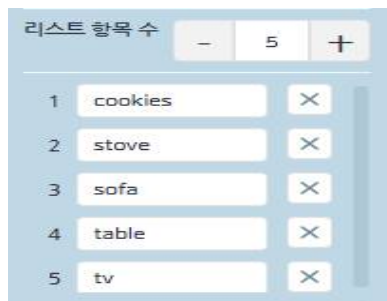 리스트 항목 수 - 5 +
1 cookies ×
2 stove ×
3 sofa ×
4 table ×
5 tv ×